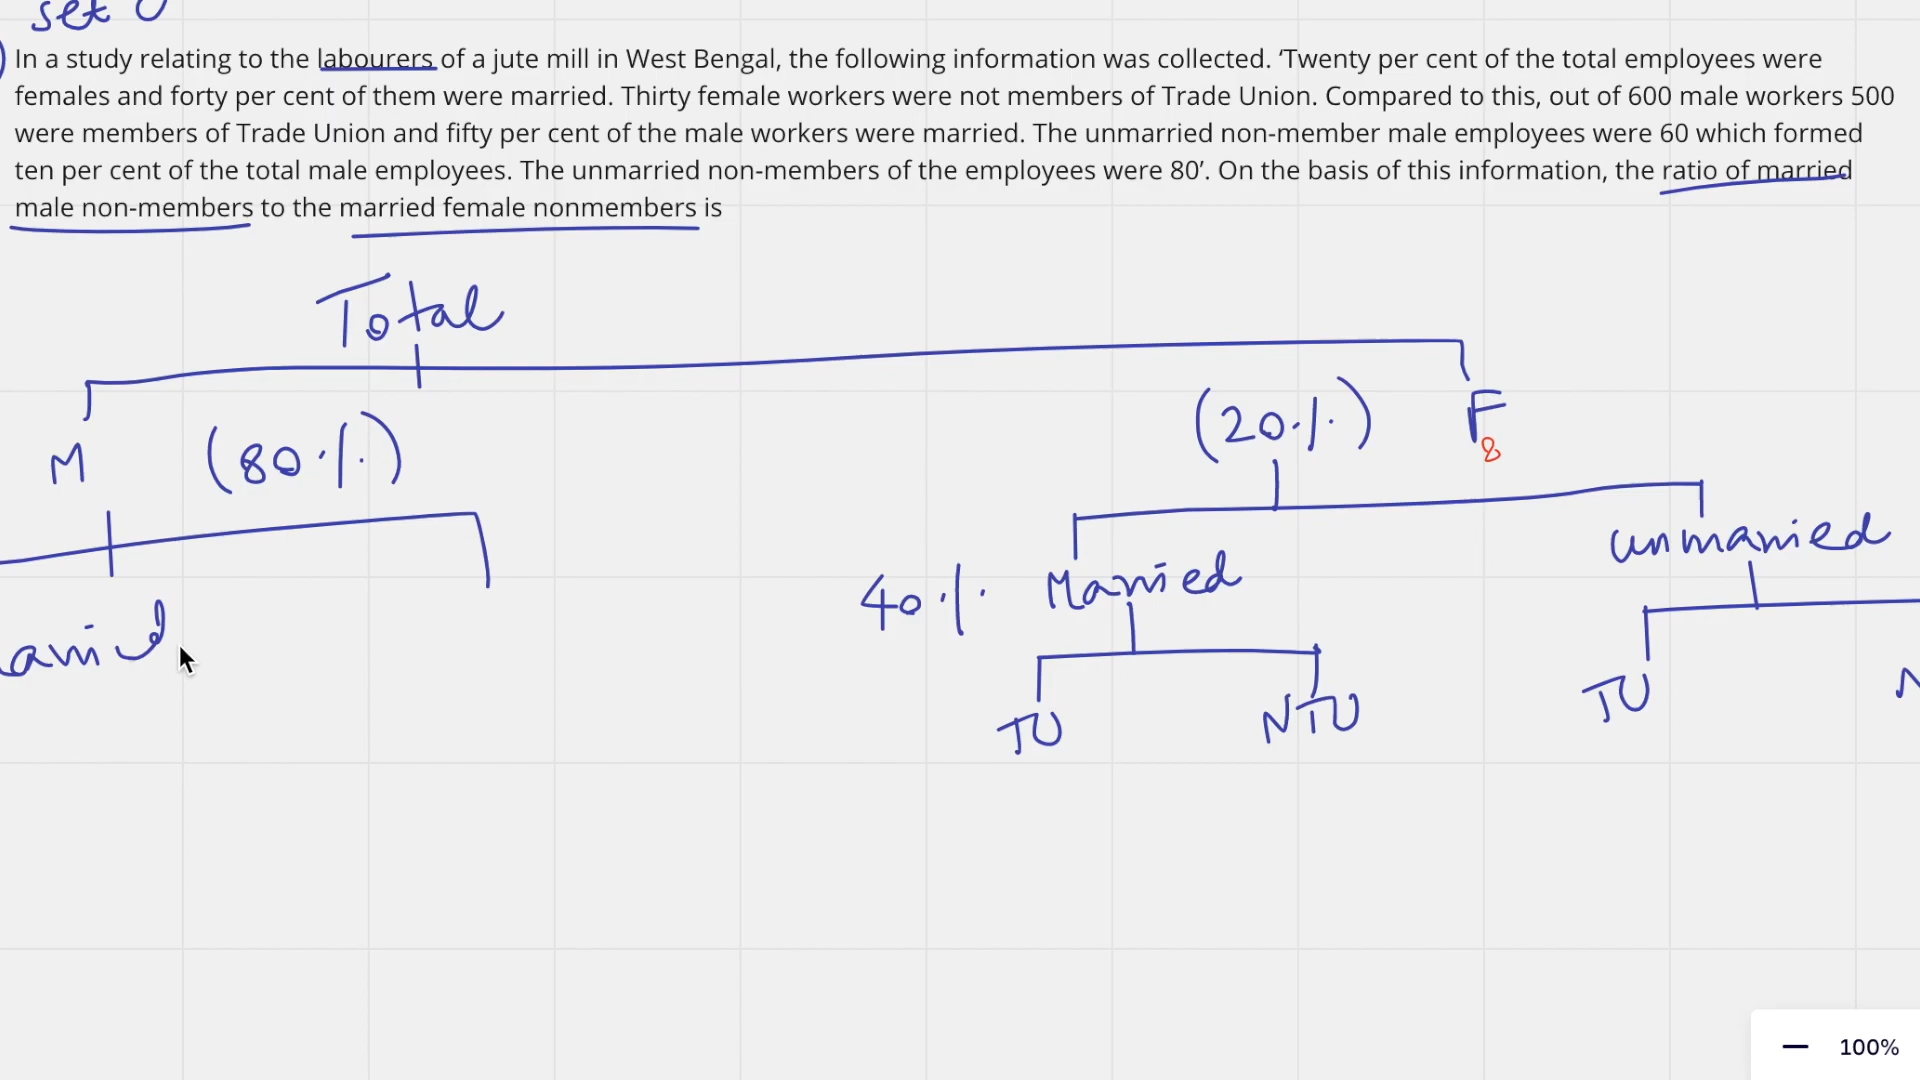 set
In a study relating to the labourers of a jute mill in West Bengal, the following information was collected. ‘Twenty per cent of the total employees were
females and forty per cent of them were married. Thirty female workers were not members of Trade Union. Compared to this, out of 600 male workers 500
were members of Trade Union and fifty per cent of the male workers were married. The unmarried non-member male employees were 60 which formed
ten per cent of the total male employees. The unmarried non-members of the employees were 80’. On the basis of this information, the ratio of married
male non-members to the married female nonmembers is
Total
M (80%) (20%) F
8
40% Married unmarried
TU NTU TU
100%